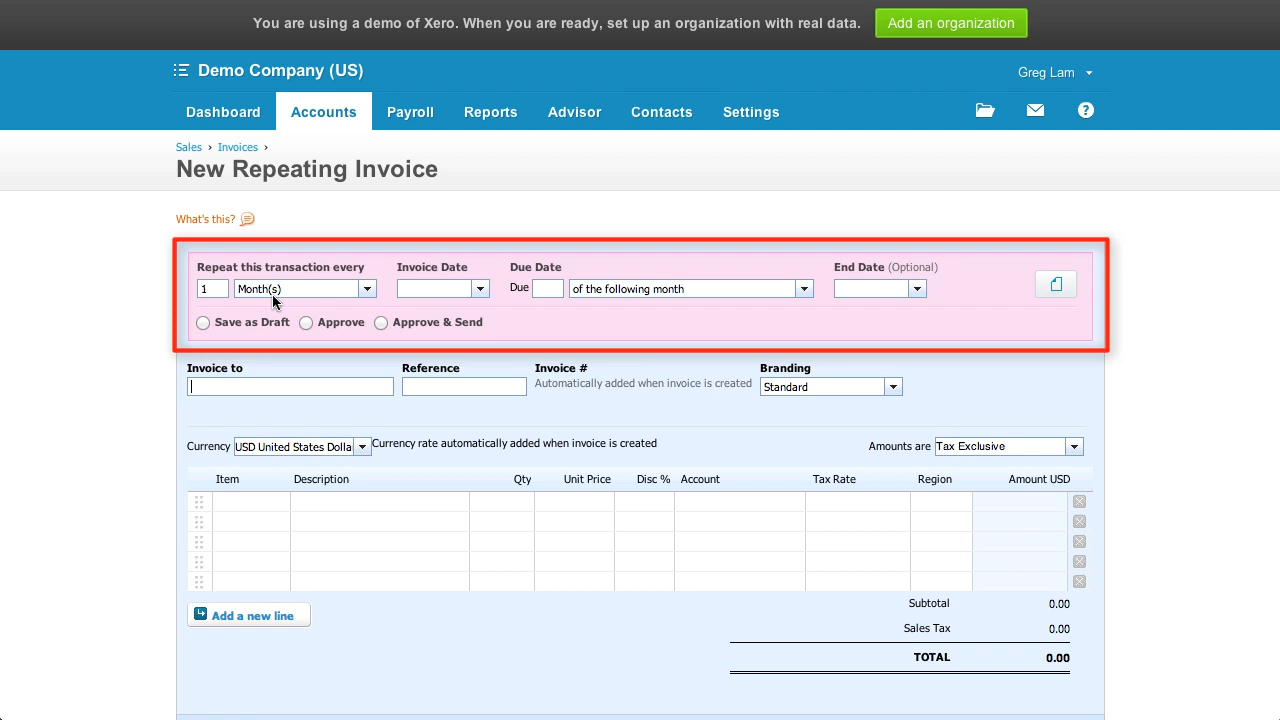 You are using a demo of Xero. When you are ready, set up an organization with real data. Add an organization
Demo Company (US) Greg Lam
Dashboard Accounts Payroll Reports Advisor Contacts Settings ?
Sales › Invoices ›
New Repeating Invoice
What's this?
Repeat this transaction every Invoice Date Due Date End Date (Optional)
1 Month(s) Due of the following month
Save as Draft Approve Approve & Send
Invoice to Reference Invoice # Branding
Automatically added when invoice is created Standard
Currency USD United States Dolla Currency rate automatically added when invoice is created Amounts are Tax Exclusive
Item Description Qty Unit Price Disc % Account Tax Rate Region Amount USD
Add a new line
Subtotal 0.00
Sales Tax 0.00
TOTAL 0.00